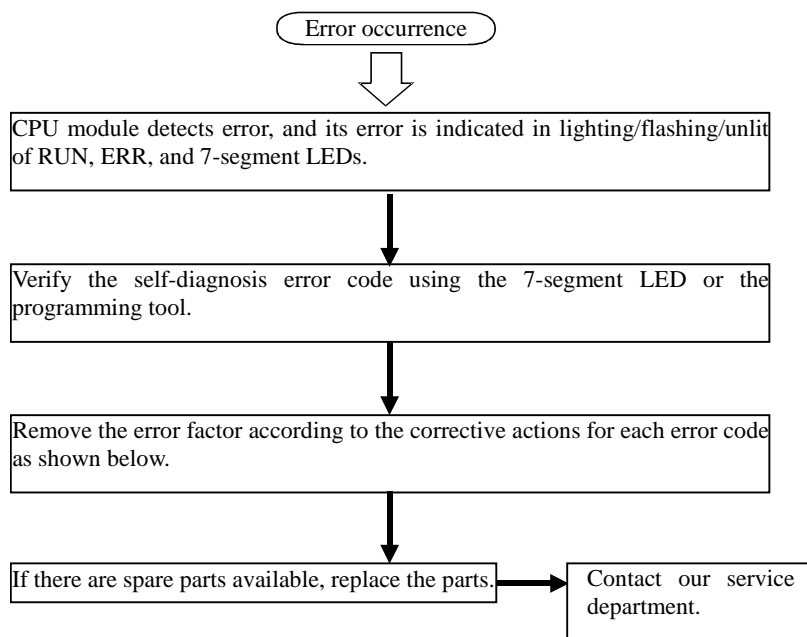 Error occurrence
CPU module detects error, and its error is indicated in lighting/flashing/unlit
of RUN, ERR, and 7-segment LEDs.
Verify the self-diagnosis error code using the 7-segment LED or the
programming tool.
Remove the error factor according to the corrective actions for each error code
as shown below.
If there are spare parts available, replace the parts.
Contact our service
department.